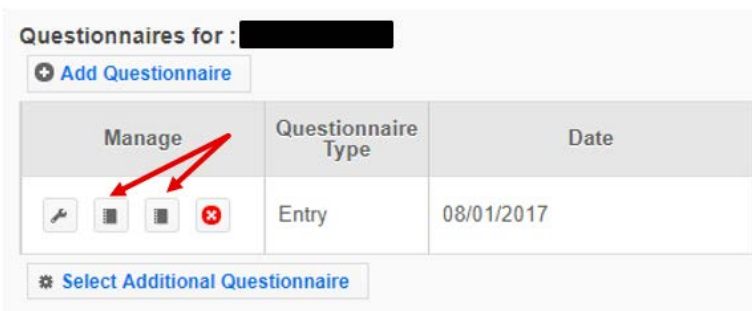 Questionnaires for :
Add Questionnaire
Manage
Questionnaire
Type
Date
Entry
08/01/2017
Select Additional Questionnaire